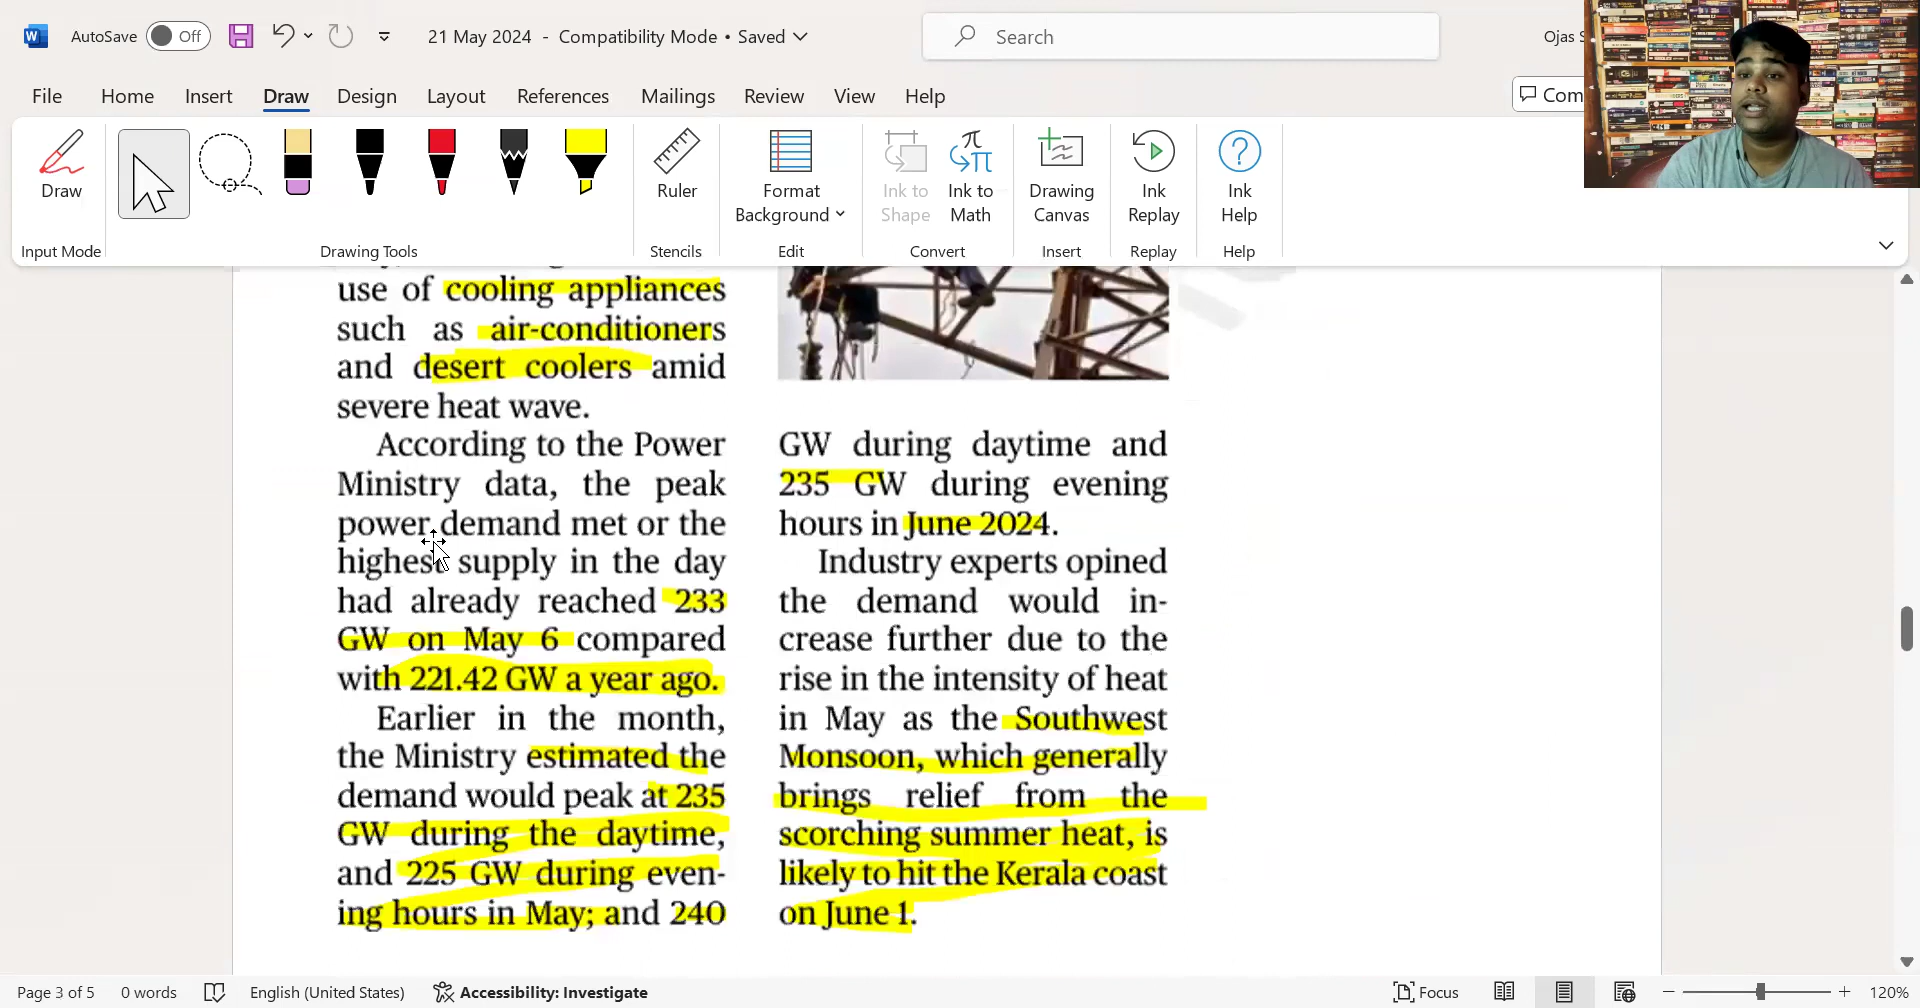 AutoSave Off 21 May 2024 - Compatibility Mode • Saved Search Ojas
File Home Insert Draw Design Layout References Mailings Review View Help Com
Draw Ruler Format Background Ink to Shape Ink to Math Drawing Canvas Ink Replay Ink Help
Input Mode Drawing Tools Stencils Edit Convert Insert Replay Help
use of cooling appliances
such as air-conditioners
and desert coolers amid
severe heat wave.
According to the Power
Ministry data, the peak
power demand met or the
highest supply in the day
had already reached 233
GW on May 6 compared
with 221.42 GW a year ago.
Earlier in the month,
the Ministry estimated the
demand would peak at 235
GW during the daytime,
and 225 GW during even-
ing hours in May; and 240
GW during daytime and
235 GW during evening
hours in June 2024.
Industry experts opined
the demand would in-
crease further due to the
rise in the intensity of heat
in May as the Southwest
Monsoon, which generally
brings relief from the
scorching summer heat, is
likely to hit the Kerala coast
on June 1.
Page 3 of 5 0 words English (United States) Accessibility: Investigate Focus 120%